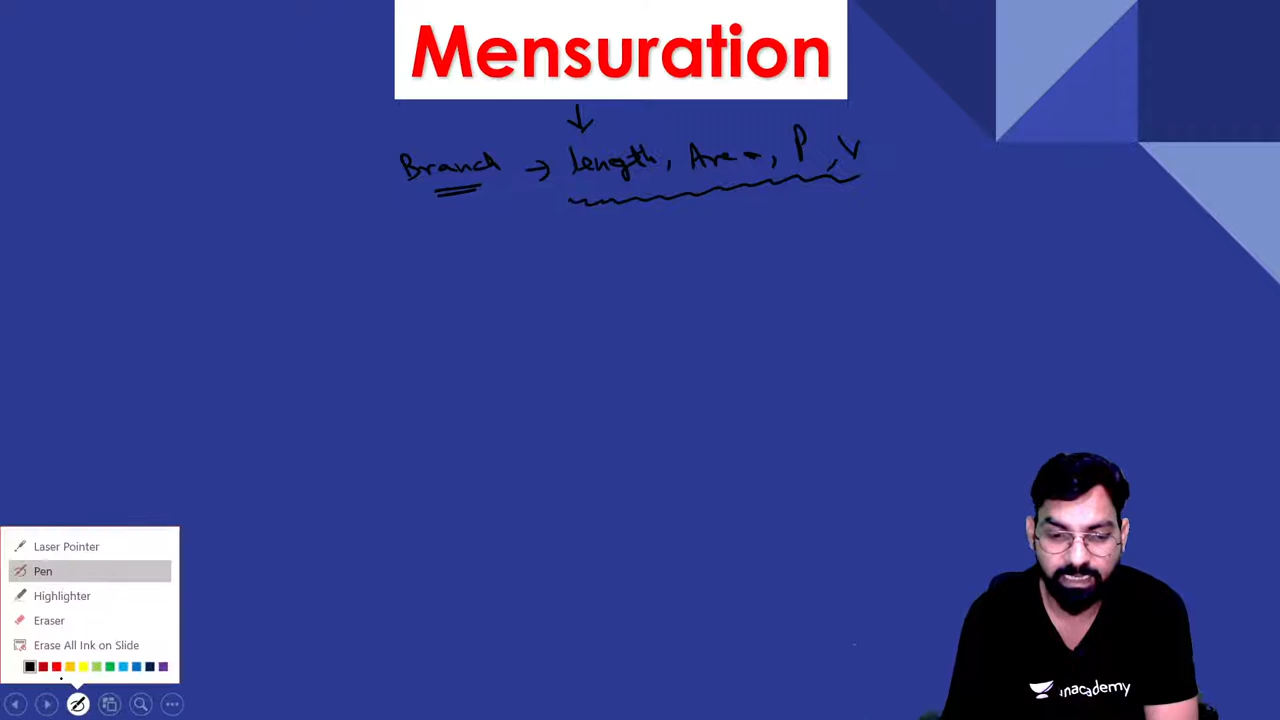 Mensuration
↓
Branch → length, Area, P, V
Laser Pointer
Pen
Highlighter
Eraser
Erase All Ink on Slide
unacademy